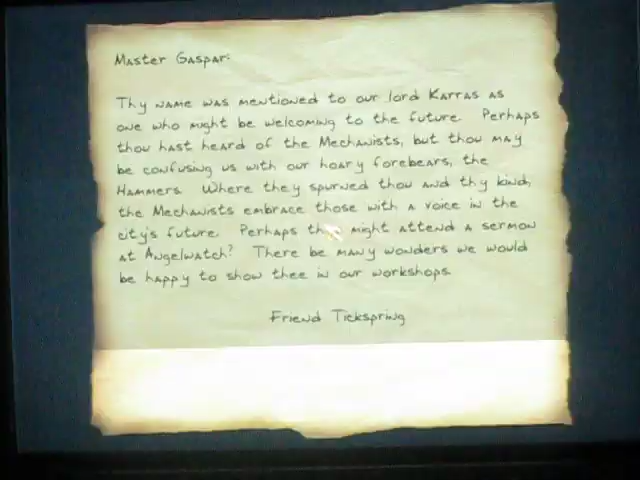 Master Gaspar:
Thy name was mentioned to our lord Karras as
one who might be welcoming to the future. Perhaps
thou hast heard of the Mechanists, but thou may
be confusing us with our hoary forebears, the
Hammers. Where they spurned thou and thy kind,
the Mechanists embrace those with a voice in the
city's future. Perhaps thou might attend a sermon
at Angelwatch? There be many wonders we would
be happy to show thee in our workshops.
Friend Tickspring